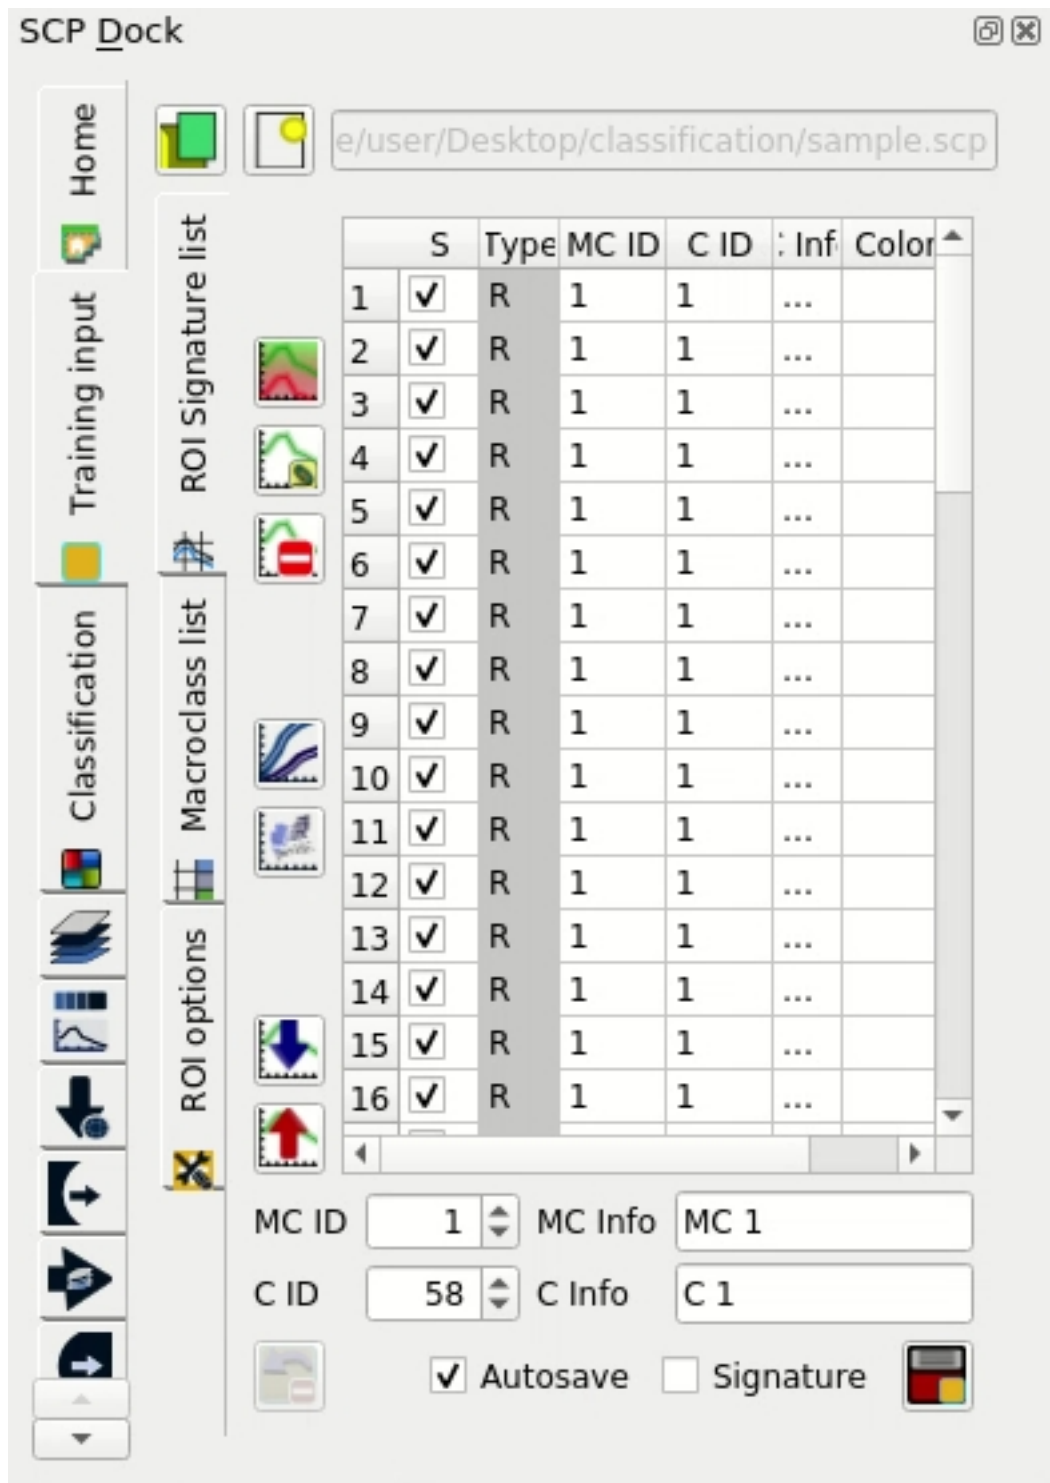 SCP Dock
e/user/Desktop/classification/sample.scp
Home
Training input
Classification
ROI Signature list
Macroclass list
ROI options
S Type MC ID C ID : Inf Color
1 R 1 1 ...
2 R 1 1 ...
3 R 1 1 ...
4 R 1 1 ...
5 R 1 1 ...
6 R 1 1 ...
7 R 1 1 ...
8 R 1 1 ...
9 R 1 1 ...
10 R 1 1 ...
11 R 1 1 ...
12 R 1 1 ...
13 R 1 1 ...
14 R 1 1 ...
15 R 1 1 ...
16 R 1 1 ...
MC ID 1 MC Info MC 1
C ID 58 C Info C 1
Autosave Signature